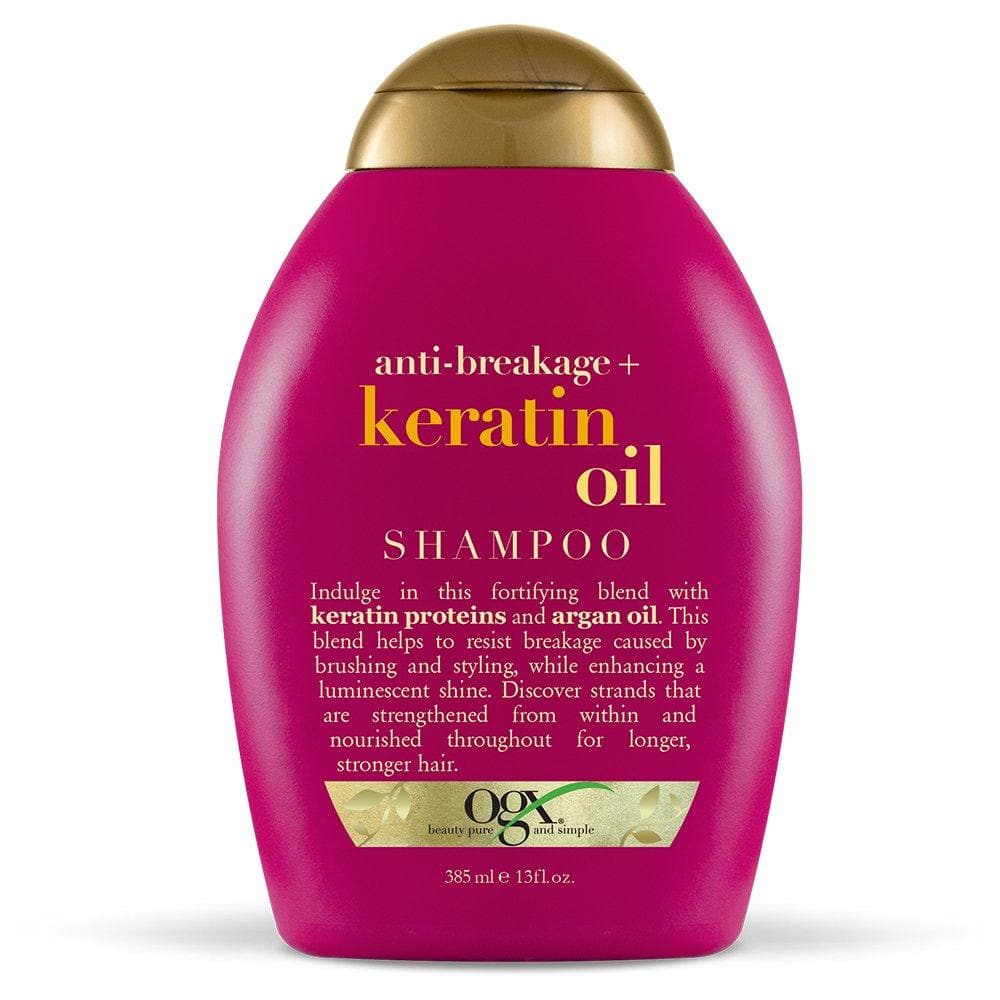 anti-breakage +
keratin
oil
SHAMPOO
Indulge in this fortifying blend with
keratin proteins and argan oil. This
blend helps to resist breakage caused by
brushing and styling, while enhancing a
luminescent shine. Discover strands that
are strengthened from within and
nourished throughout for longer,
stronger hair.
ogx®
beauty pure and simple
385 ml e 13fl.oz.